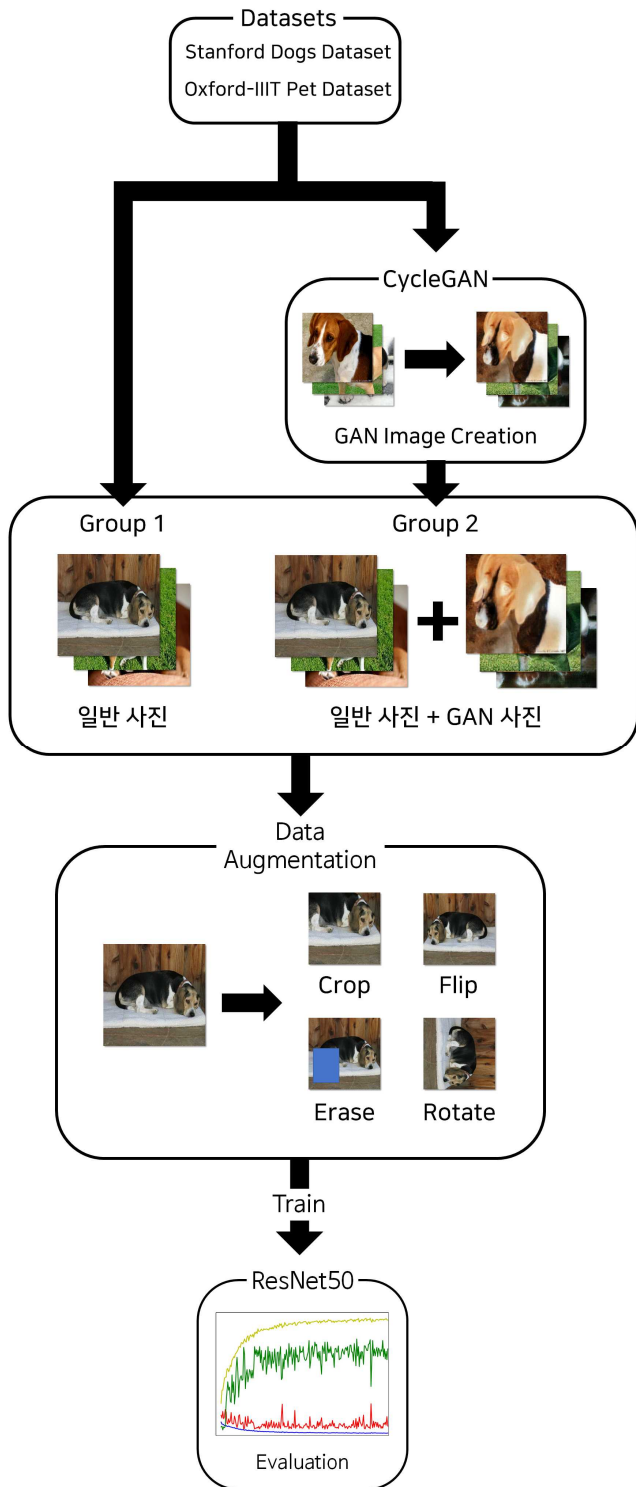 Datasets
Stanford Dogs Dataset
Oxford-IIIT Pet Dataset
CycleGAN
GAN Image Creation
Group 1
Group 2
일반 사진
일반 사진 + GAN 사진
Data
Augmentation
Crop
Flip
Erase
Rotate
Train
ResNet50
Evaluation